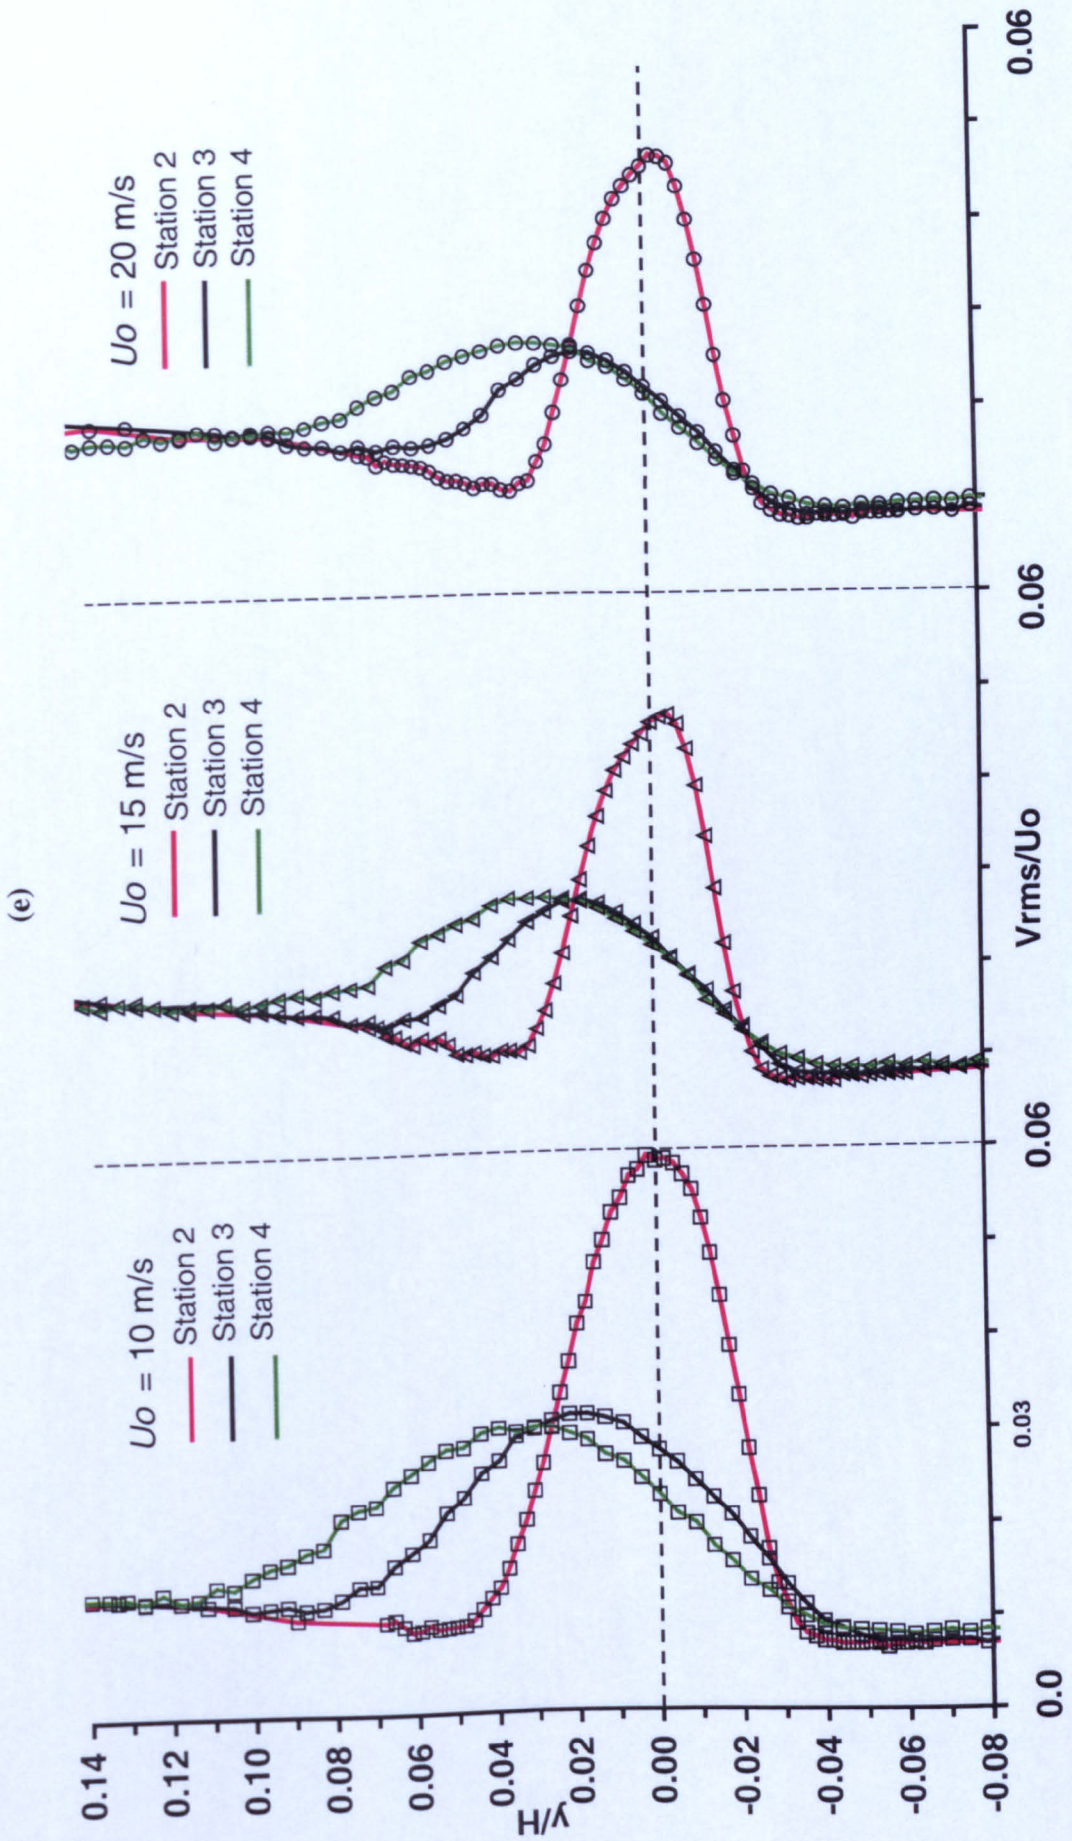 (e)
Uo = 10 m/s
Station 2
Station 3
Station 4
Uo = 15 m/s
Station 2
Station 3
Station 4
Uo = 20 m/s
Station 2
Station 3
Station 4
y/H
0.14
0.12
0.10
0.08
0.06
0.04
0.02
0.00
-0.02
-0.04
-0.06
-0.08
0.0
0.03
0.06
0.06
0.06
Vrms/Uo